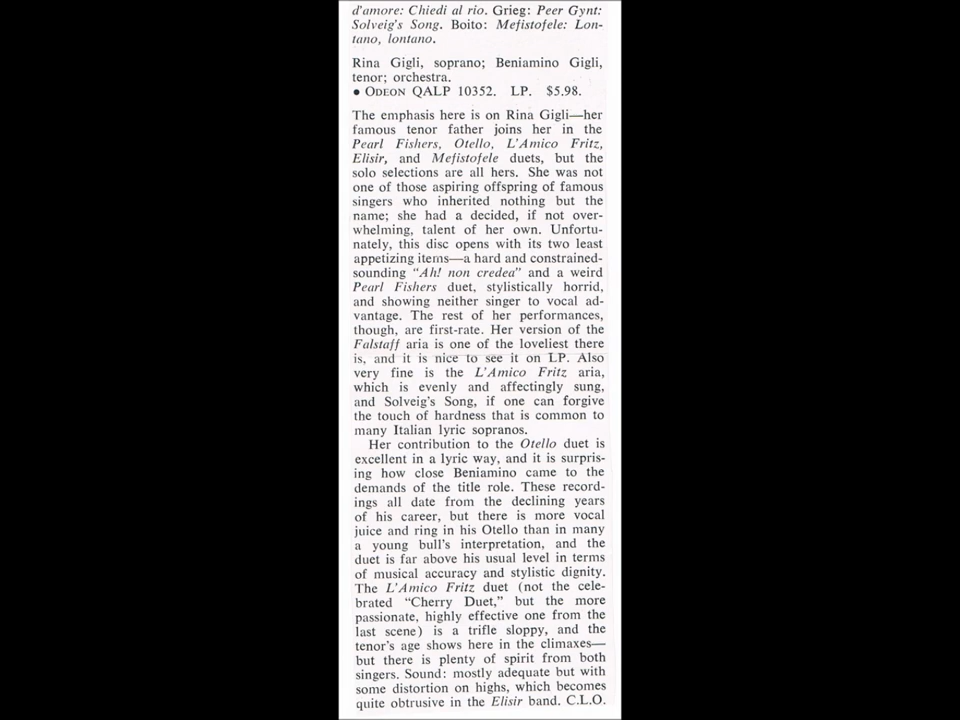 d'amore: Chiedi al rio. Grieg: Peer Gynt:
Solveig's Song. Boito: Mefistofele: Lon-
tano, lontano.
Rina Gigli, soprano; Beniamino Gigli,
tenor; orchestra.
• ODEON QALP 10352. LP. $5.98.
The emphasis here is on Rina Gigli—her
famous tenor father joins her in the
Pearl Fishers, Otello, L'Amico Fritz,
Elisir, and Mefistofele duets, but the
solo selections are all hers. She was not
one of those aspiring offspring of famous
singers who inherited nothing but the
name; she had a decided, if not over-
whelming, talent of her own. Unfortu-
nately, this disc opens with its two least
appetizing items—a hard and constrained-
sounding "Ah! non credea" and a weird
Pearl Fishers duet, stylistically horrid,
and showing neither singer to vocal ad-
vantage. The rest of her performances,
though, are first-rate. Her version of the
Falstaff aria is one of the loveliest there
is, and it is nice to see it on LP. Also
very fine is the L'Amico Fritz aria,
which is evenly and affectingly sung,
and Solveig's Song, if one can forgive
the touch of hardness that is common to
many Italian lyric sopranos.
Her contribution to the Otello duet is
excellent in a lyric way, and it is surpris-
ing how close Beniamino came to the
demands of the title role. These record-
ings all date from the declining years
of his career, but there is more vocal
juice and ring in his Otello than in many
a young bull's interpretation, and the
duet is far above his usual level in terms
of musical accuracy and stylistic dignity.
The L'Amico Fritz duet (not the cele-
brated "Cherry Duet," but the more
passionate, highly effective one from the
last scene) is a trifle sloppy, and the
tenor's age shows here in the climaxes—
but there is plenty of spirit from both
singers. Sound: mostly adequate but with
some distortion on highs, which becomes
quite obtrusive in the Elisir band. C.L.O.